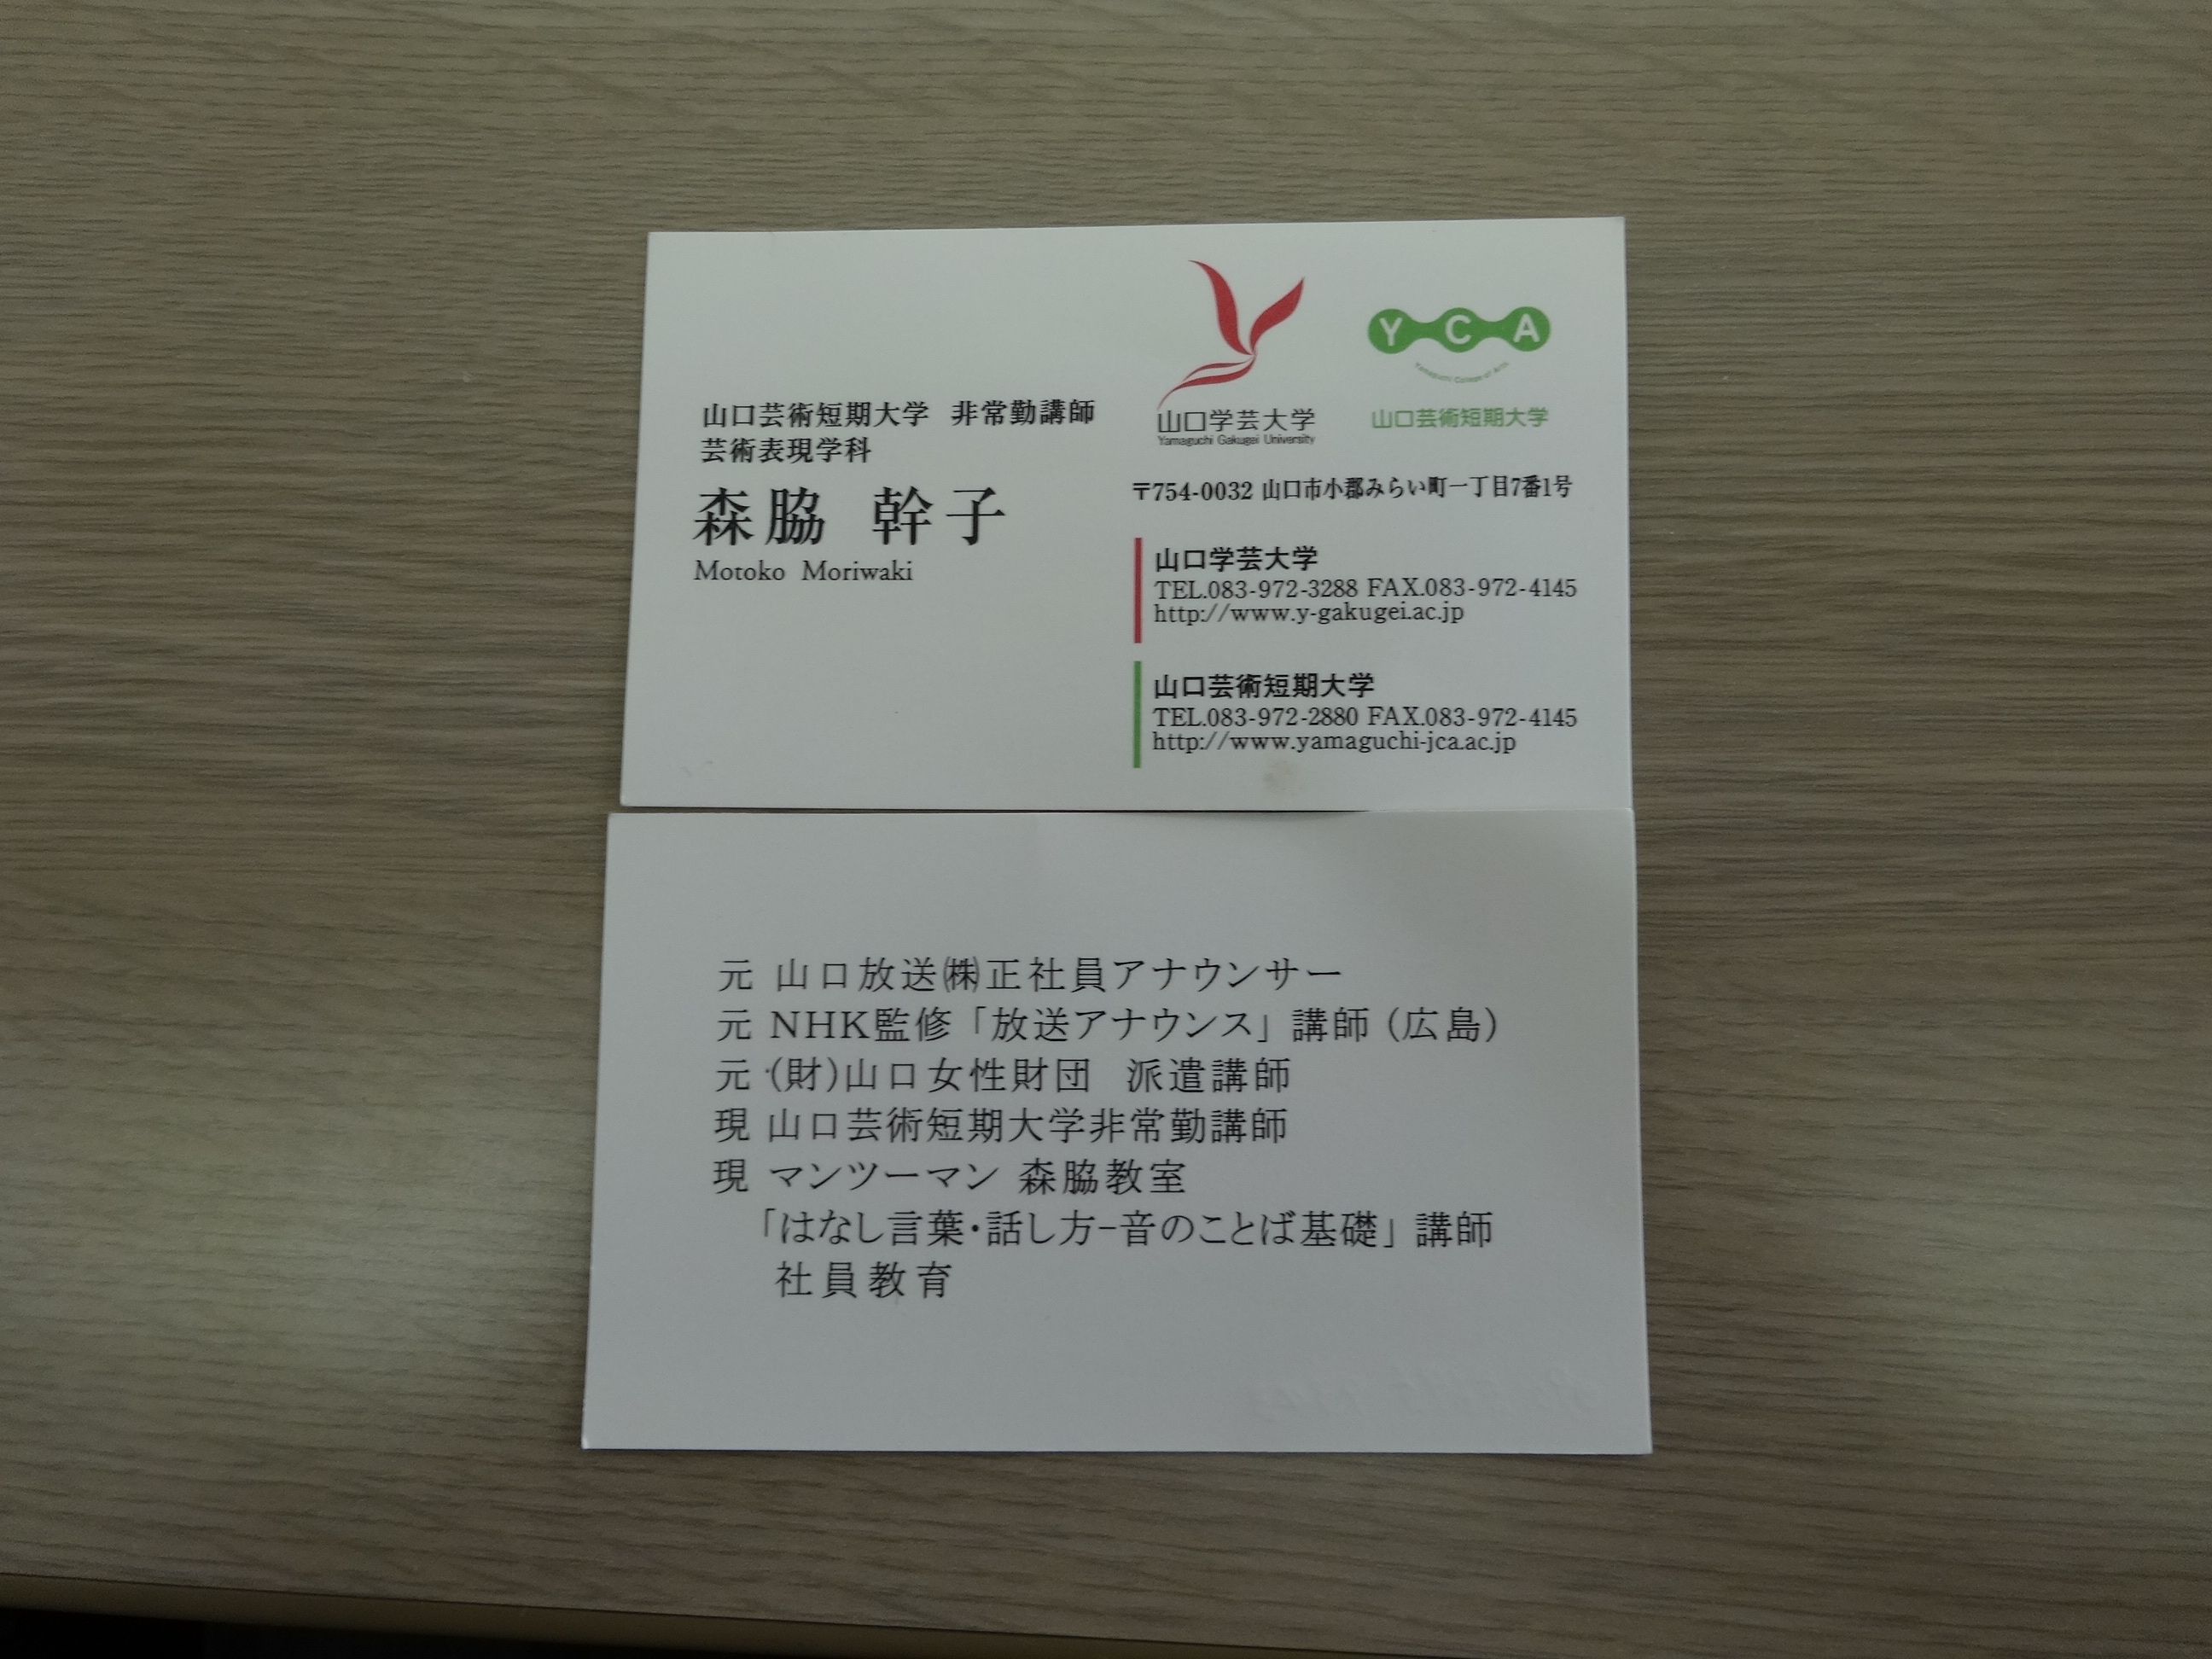 山口学芸大学
Yamaguchi Gakugei University
Y C A
Yamaguchi College of Arts
山口芸術短期大学
山口芸術短期大学 非常勤講師
芸術表現学科
森脇 幹子
Motoko Moriwaki
〒754-0032 山口市小郡みらい町一丁目7番1号
山口学芸大学
TEL.083-972-3288 FAX.083-972-4145
http://www.y-gakugei.ac.jp
山口芸術短期大学
TEL.083-972-2880 FAX.083-972-4145
http://www.yamaguchi-jca.ac.jp
元 山口放送㈱正社員アナウンサー
元 NHK監修「放送アナウンス」講師（広島）
元 (財)山口女性財団 派遣講師
現 山口芸術短期大学非常勤講師
現 マンツーマン 森脇教室
「はなし言葉・話し方−音のことば基礎」講師
社員教育